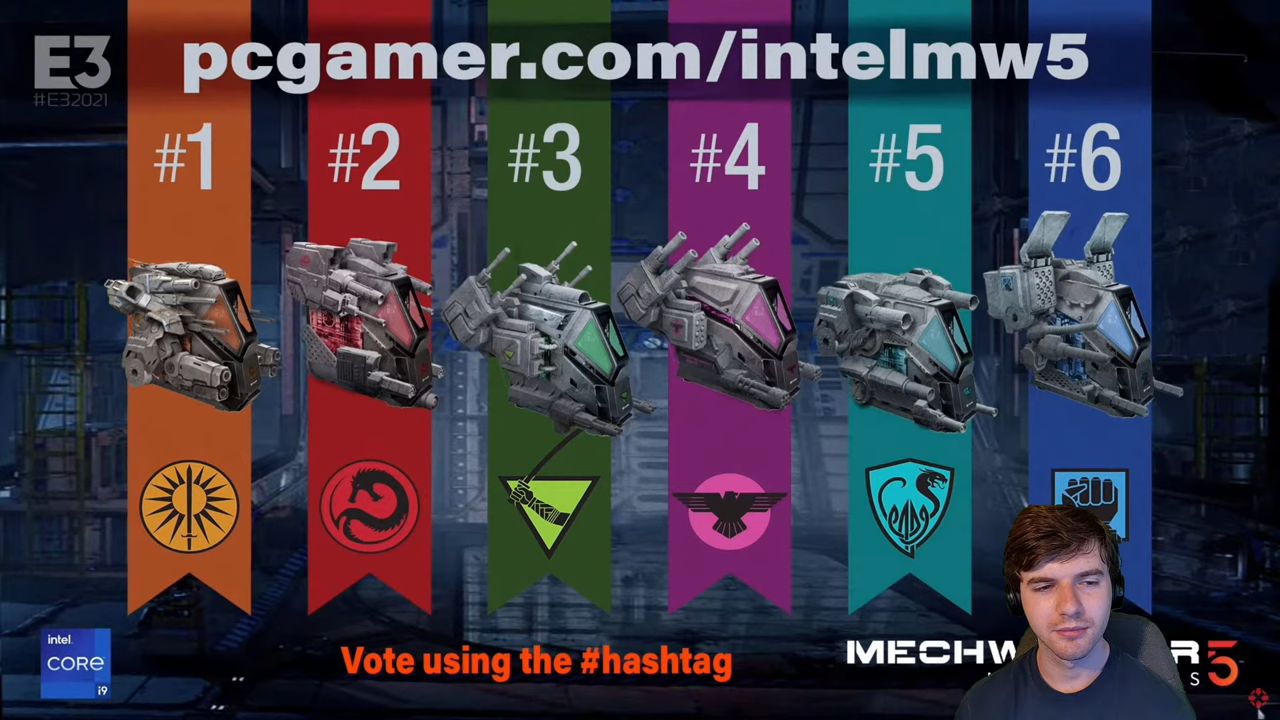 E3
#E32021
pcgamer.com/intelmw5
#1
#2
#3
#4
#5
#6
intel.
CORE
i9
Vote using the #hashtag
MECHW R 5
S